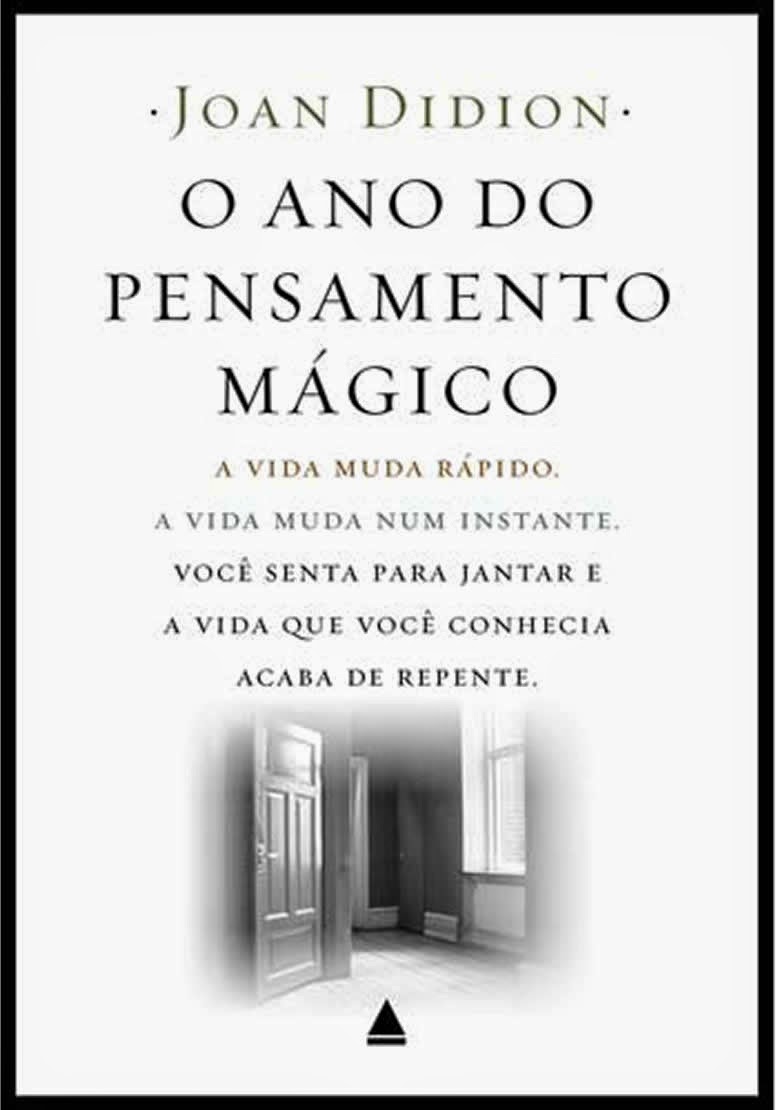 ·JOAN DIDION·
O ANO DO
PENSAMENTO
MÁGICO
A VIDA MUDA RÁPIDO.
A VIDA MUDA NUM INSTANTE.
VOCÊ SENTA PARA JANTAR E
A VIDA QUE VOCÊ CONHECIA
ACABA DE REPENTE.